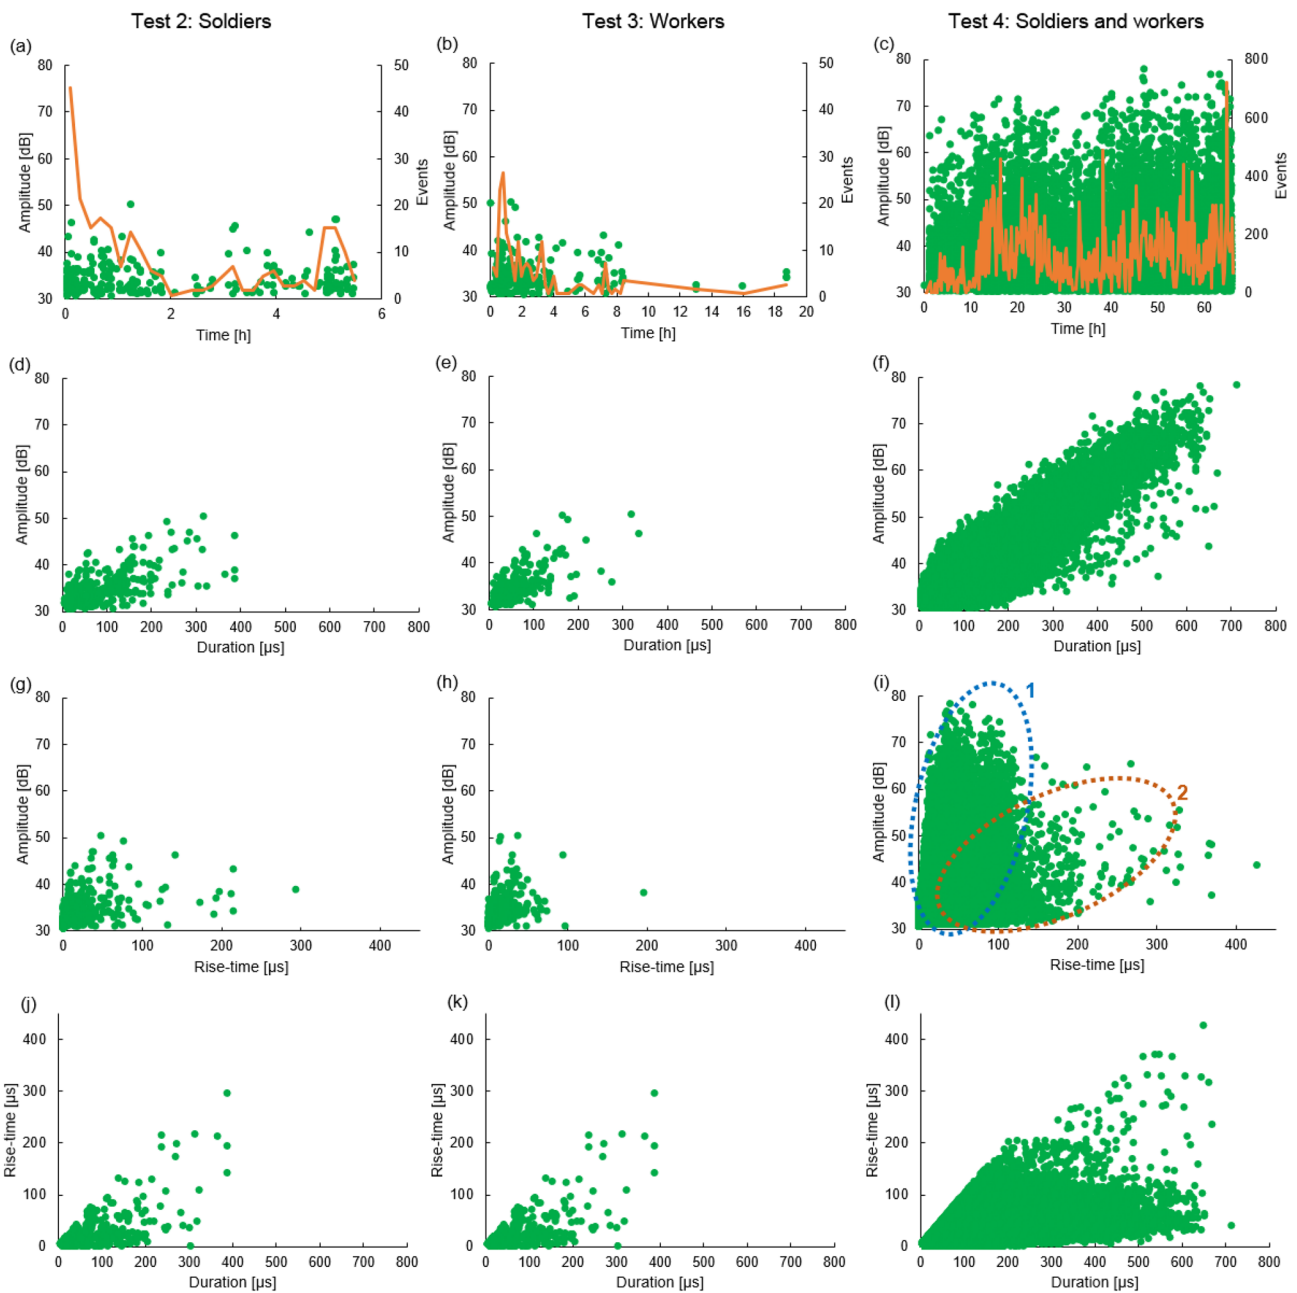 Test 2: Soldiers
Test 3: Workers
Test 4: Soldiers and workers
(a)
80
70
60
50
40
30
Amplitude [dB]
50
40
30
20
10
0
Events
0 2 4 6
Time [h]
(b)
80
70
60
50
40
30
Amplitude [dB]
50
40
30
20
10
0
Events
0 2 4 6 8 10 12 14 16 18 20
Time [h]
(c)
80
70
60
50
40
30
Amplitude [dB]
800
600
400
200
0
Events
0 10 20 30 40 50 60
Time [h]
(d)
80
70
60
50
40
30
Amplitude [dB]
0 100 200 300 400 500 600 700 800
Duration [µs]
(e)
80
70
60
50
40
30
Amplitude [dB]
0 100 200 300 400 500 600 700 800
Duration [µs]
(f)
80
70
60
50
40
30
Amplitude [dB]
0 100 200 300 400 500 600 700 800
Duration [µs]
(g)
80
70
60
50
40
30
Amplitude [dB]
0 100 200 300 400
Rise-time [µs]
(h)
80
70
60
50
40
30
Amplitude [dB]
0 100 200 300 400
Rise-time [µs]
(i)
80
70
60
50
40
30
Amplitude [dB]
1
2
0 100 200 300 400
Rise-time [µs]
(j)
400
300
200
100
0
Rise-time [µs]
0 100 200 300 400 500 600 700 800
Duration [µs]
(k)
400
300
200
100
0
Rise-time [µs]
0 100 200 300 400 500 600 700 800
Duration [µs]
(l)
400
300
200
100
0
Rise-time [µs]
0 100 200 300 400 500 600 700 800
Duration [µs]